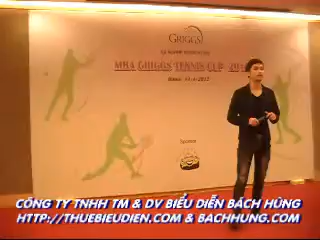 GRIGGS
MBA GRIGGS TENNIS CUP 201
CÔNG TY TNHH TM & DV BIỂU DIỄN BÁCH HÙNG
HTTP://THUEBIEUDIEN.COM & BACHHUNG.COM